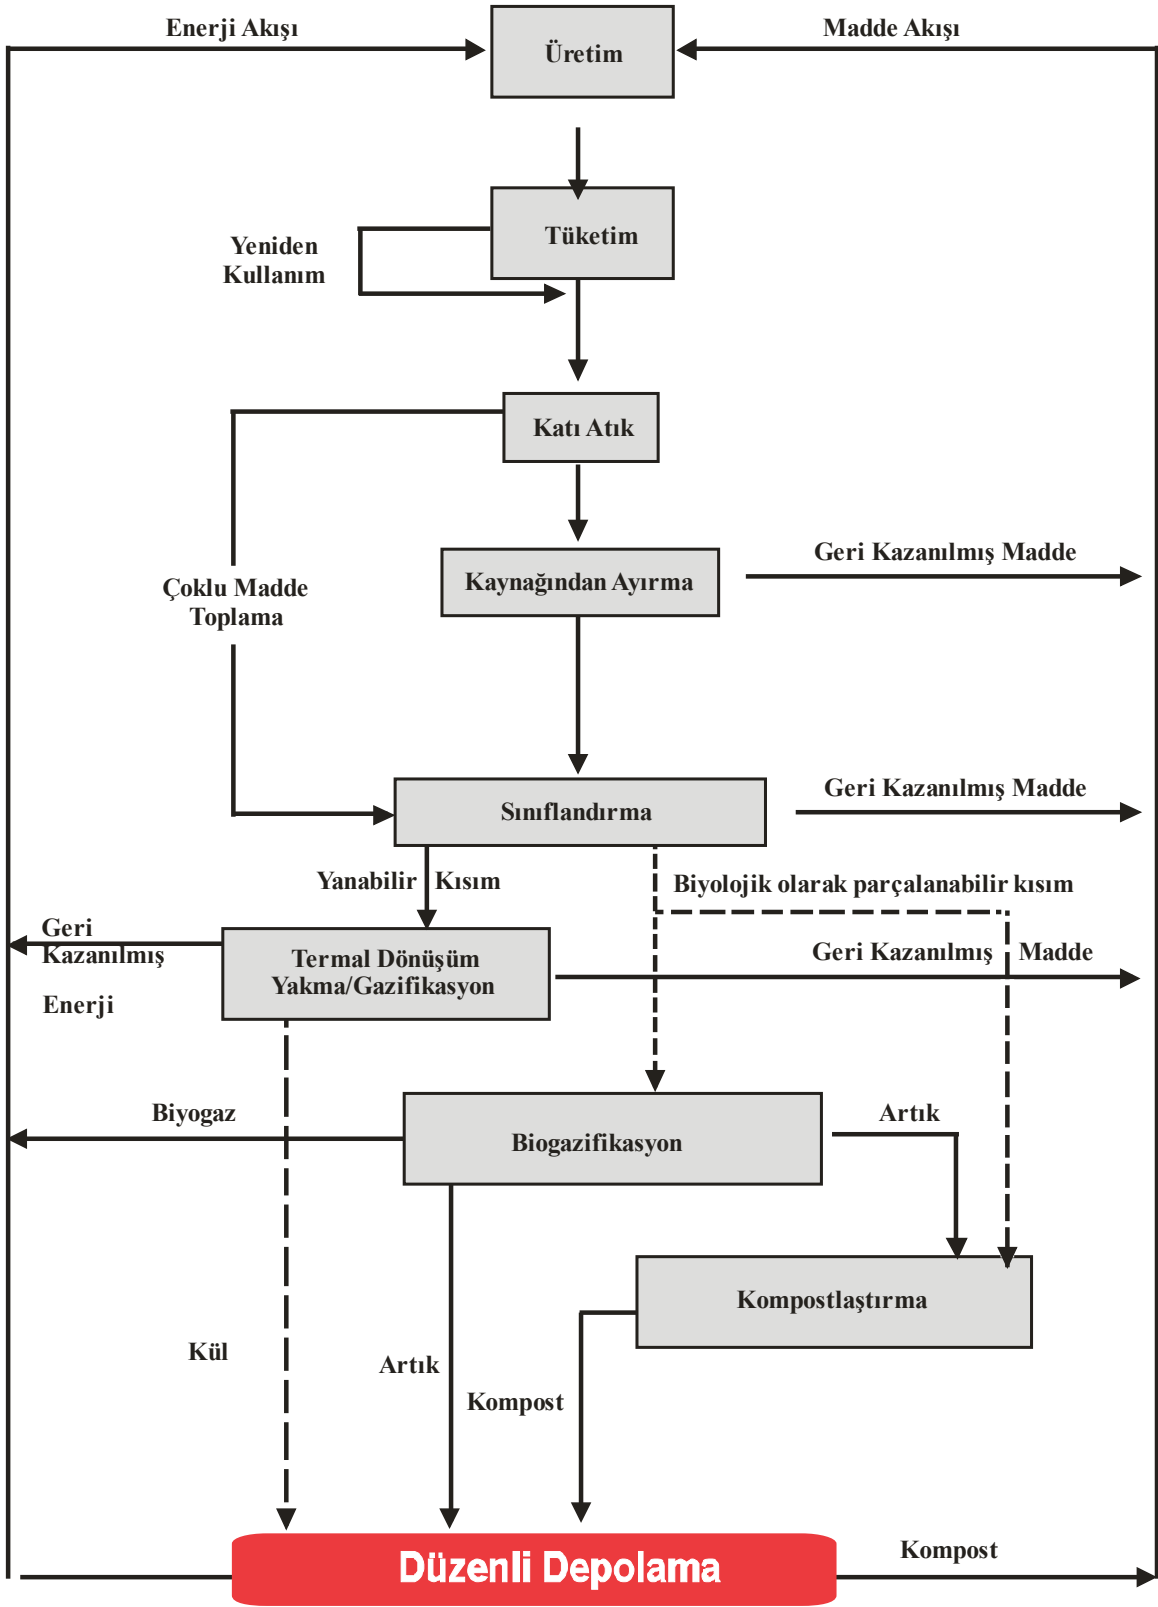 Enerji Akışı
Madde Akışı
Üretim
Tüketim
Yeniden
Kullanım
Katı Atık
Geri Kazanılmış Madde
Kaynağından Ayırma
Çoklu Madde
Toplama
Geri Kazanılmış Madde
Sınıflandırma
Yanabilir Kısım
Biyolojik olarak parçalanabilir kısım
Geri
Kazanılmış
Enerji
Termal Dönüşüm
Yakma/Gazifikasyon
Geri Kazanılmış Madde
Biyogaz
Artık
Biogazifikasyon
Kompostlaştırma
Kül
Artık
Kompost
Düzenli Depolama
Kompost